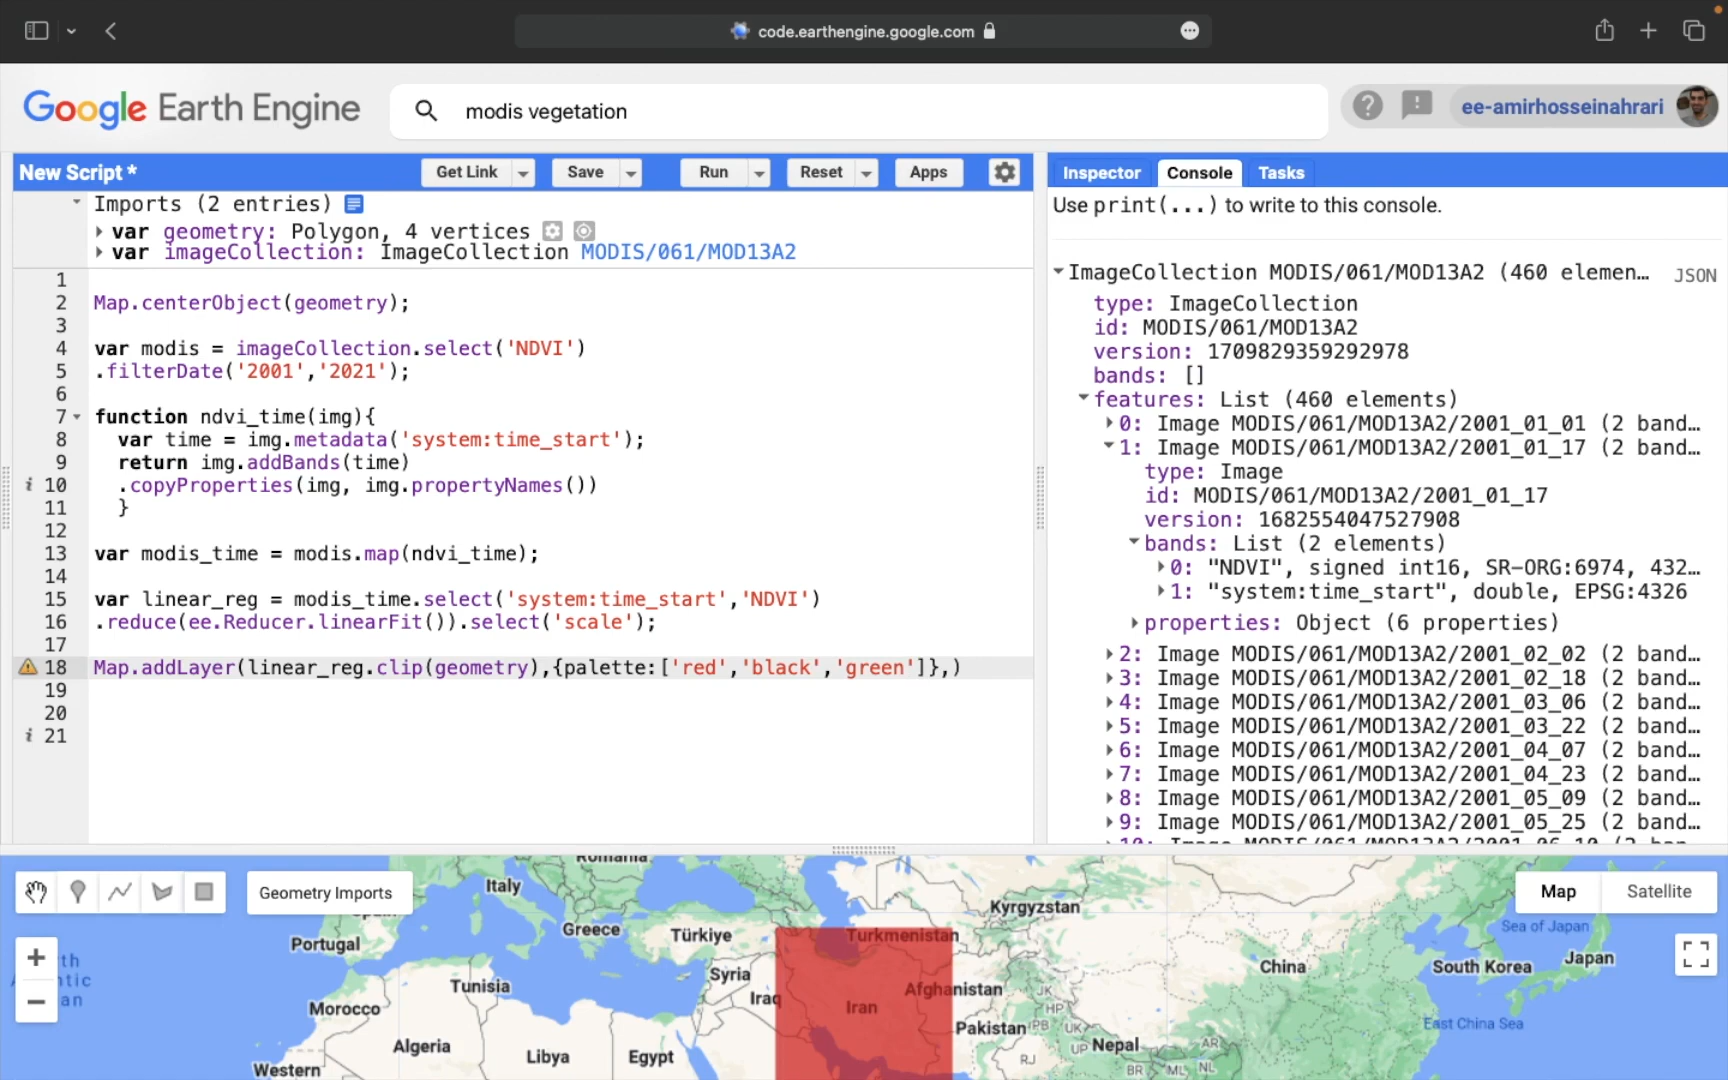 code.earthengine.google.com
Google Earth Engine
modis vegetation
ee-amirhosseinahrari
New Script *
Get Link
Save
Run
Reset
Apps
Inspector
Console
Tasks
Imports (2 entries)
var geometry: Polygon, 4 vertices
var imageCollection: ImageCollection MODIS/061/MOD13A2
1
2 Map.centerObject(geometry);
3
4 var modis = imageCollection.select('NDVI')
5 .filterDate('2001','2021');
6
7 function ndvi_time(img){
8 var time = img.metadata('system:time_start');
9 return img.addBands(time)
i 10 .copyProperties(img, img.propertyNames())
11 }
12
13 var modis_time = modis.map(ndvi_time);
14
15 var linear_reg = modis_time.select('system:time_start','NDVI')
16 .reduce(ee.Reducer.linearFit()).select('scale');
17
18 Map.addLayer(linear_reg.clip(geometry),{palette:['red','black','green']},)
19
20
i 21
Use print(...) to write to this console.
ImageCollection MODIS/061/MOD13A2 (460 elemen…
JSON
type: ImageCollection
id: MODIS/061/MOD13A2
version: 1709829359292978
bands: []
features: List (460 elements)
0: Image MODIS/061/MOD13A2/2001_01_01 (2 band…
1: Image MODIS/061/MOD13A2/2001_01_17 (2 band…
type: Image
id: MODIS/061/MOD13A2/2001_01_17
version: 1682554047527908
bands: List (2 elements)
0: "NDVI", signed int16, SR-ORG:6974, 432…
1: "system:time_start", double, EPSG:4326
properties: Object (6 properties)
2: Image MODIS/061/MOD13A2/2001_02_02 (2 band…
3: Image MODIS/061/MOD13A2/2001_02_18 (2 band…
4: Image MODIS/061/MOD13A2/2001_03_06 (2 band…
5: Image MODIS/061/MOD13A2/2001_03_22 (2 band…
6: Image MODIS/061/MOD13A2/2001_04_07 (2 band…
7: Image MODIS/061/MOD13A2/2001_04_23 (2 band…
8: Image MODIS/061/MOD13A2/2001_05_09 (2 band…
9: Image MODIS/061/MOD13A2/2001_05_25 (2 band…
Geometry Imports
Map
Satellite
Romania
Italy
Kyrgyzstan
Portugal
Greece
Türkiye
Turkmenistan
Sea of Japan
Syria
China
South Korea
Japan
Tunisia
Iraq
Iran
Afghanistan
JK
HP
Morocco
Pakistan
PB
UK
East China Sea
Algeria
Libya
Egypt
RJ
UP
Nepal
AR
Western
BR
ML
NL